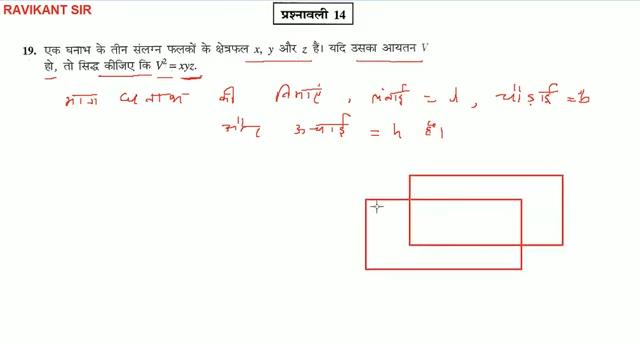 RAVIKANT SIR
प्रश्नावली 14
19. एक घनाभ के तीन संलग्न फलकों के क्षेत्रफल x, y और z हैं। यदि उसका आयतन V
हो, तो सिद्ध कीजिए कि V² = xyz.
माना घनाभ की विमाएं, लंबाई = l, चौड़ाई = b
और ऊंचाई = h है।